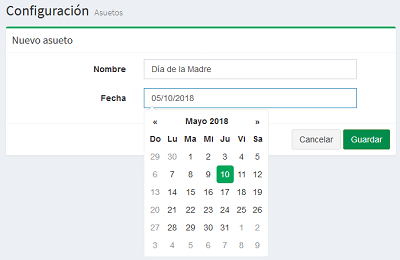 Configuración Asuetos
Nuevo asueto
Nombre Día de la Madre
Fecha 05/10/2018
« Mayo 2018 »
Do Lu Ma Mi Ju Vi Sa
29 30 1 2 3 4 5
6 7 8 9 10 11 12
13 14 15 16 17 18 19
20 21 22 23 24 25 26
27 28 29 30 31 1 2
3 4 5 6 7 8 9
Cancelar Guardar